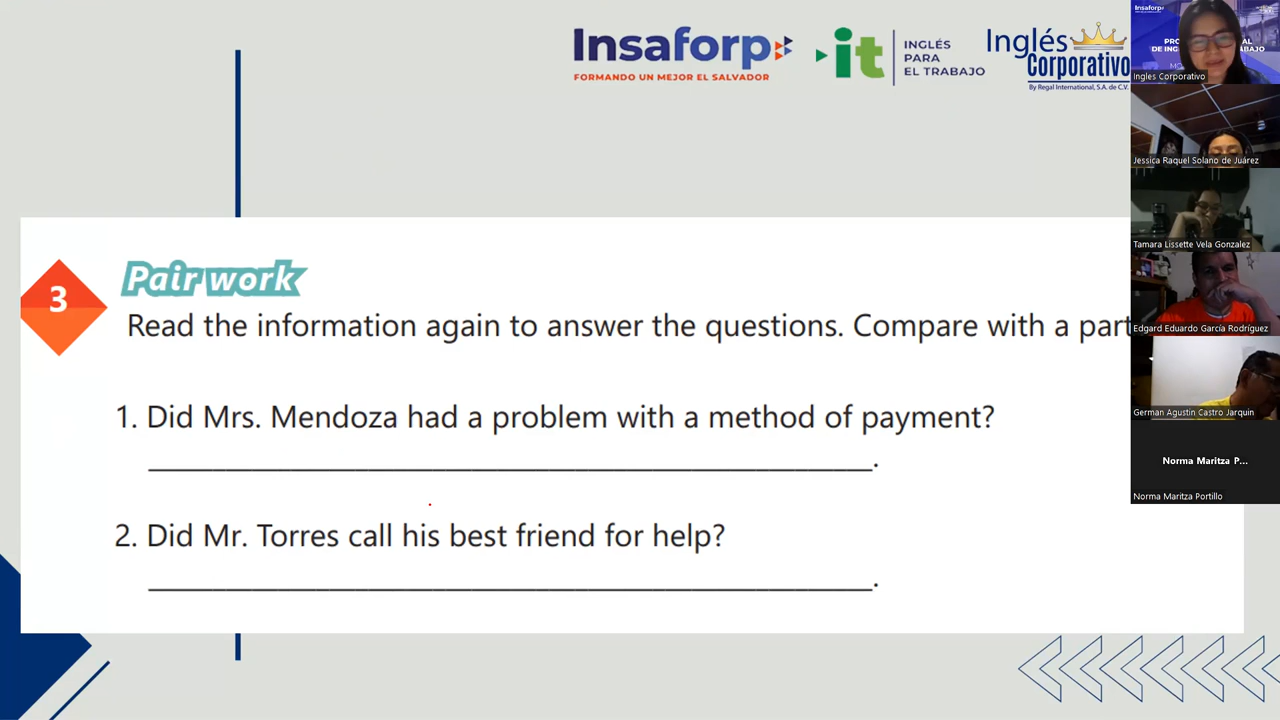 Insaforp
FORMANDO UN MEJOR EL SALVADOR
it
INGLÉS
PARA
EL TRABAJO
Inglés
Corporativo
By Regal International, S.A. de C.V.
3
Pair work
Read the information again to answer the questions. Compare with a part
1. Did Mrs. Mendoza had a problem with a method of payment?
_______________________________________________.
2. Did Mr. Torres call his best friend for help?
_______________________________________________.
Insaforp
Ingles Corporativo
Jessica Raquel Solano de Juárez
Tamara Lissette Vela Gonzalez
Edgard Eduardo García Rodríguez
German Agustin Castro Jarquin
Norma Maritza P...
Norma Maritza Portillo